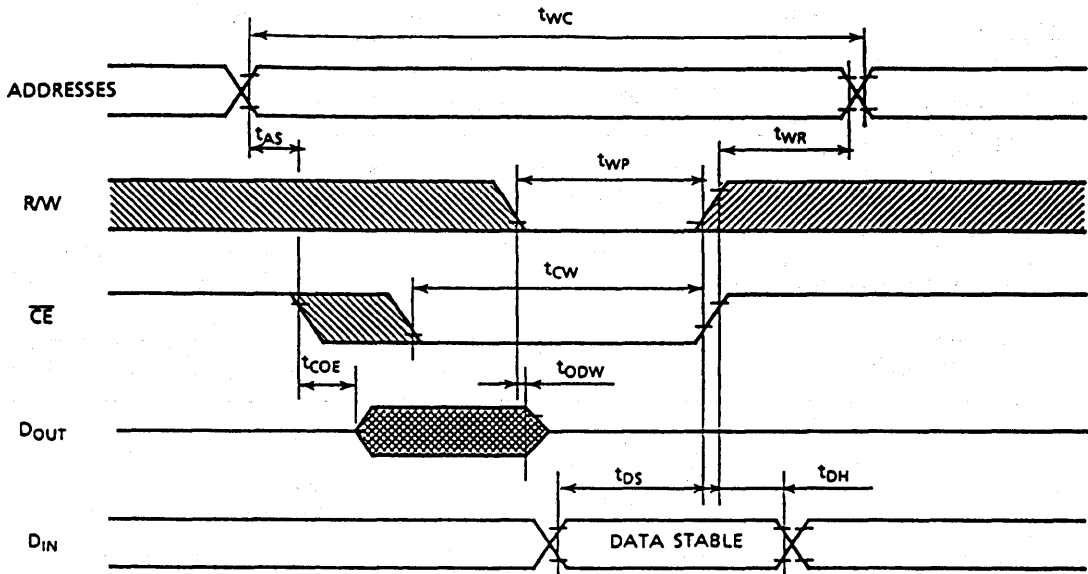 tWC
ADDRESSES
tAS
tWR
tWP
R/W
tCW
CE
tCOE
tODW
DOUT
tDS
tDH
DIN
DATA STABLE